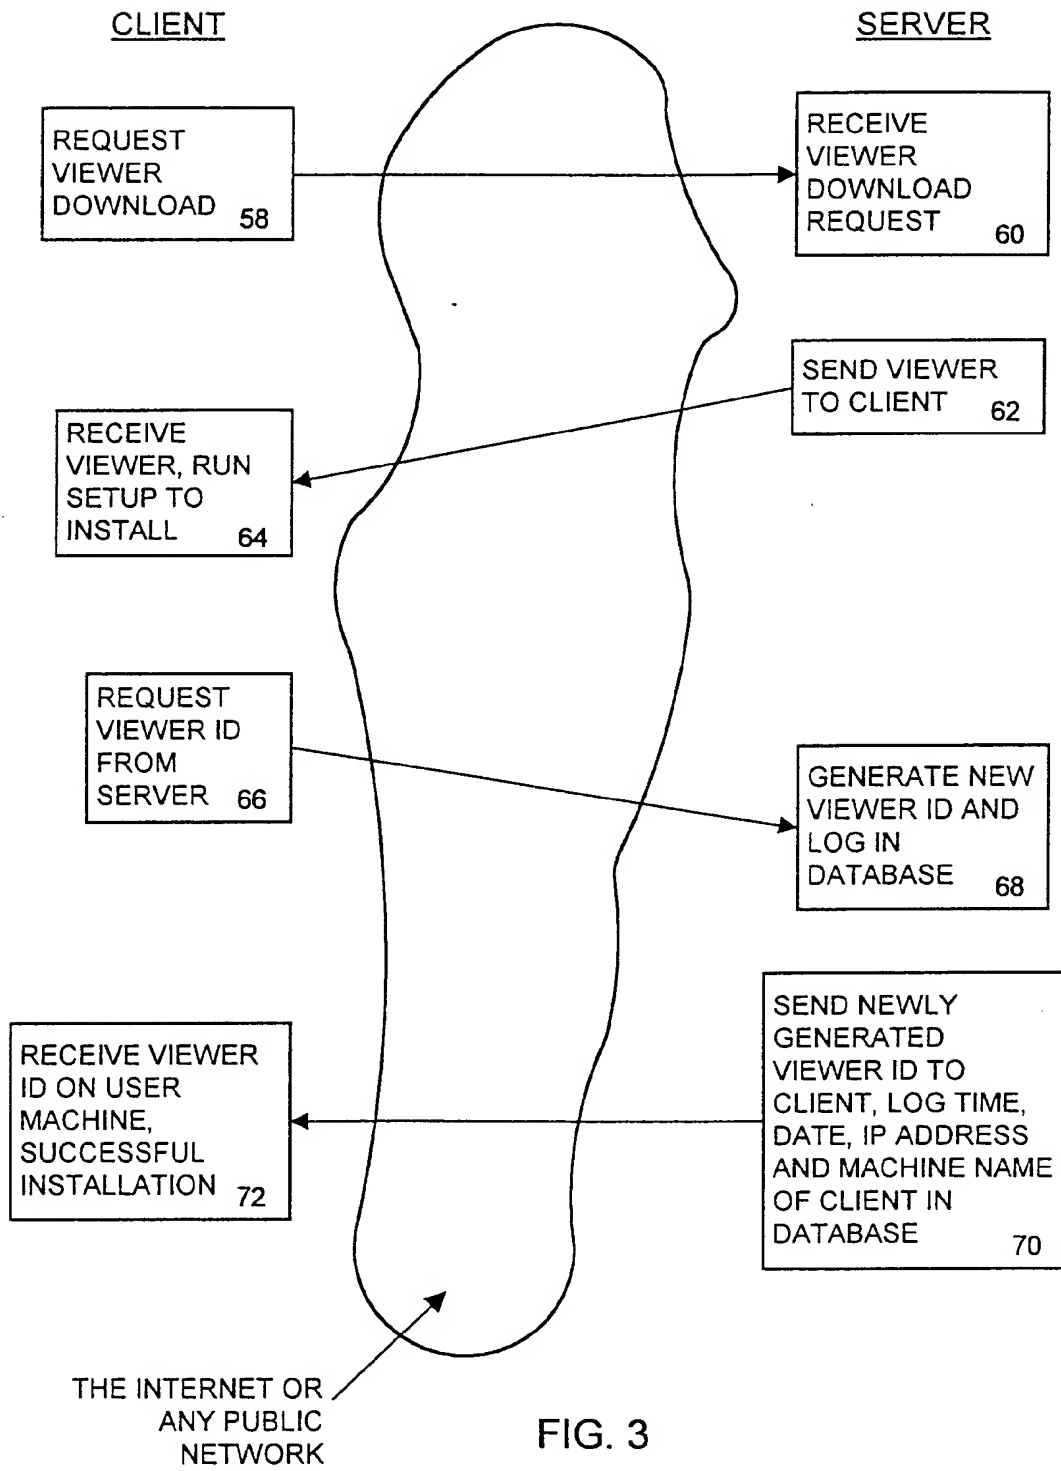 CLIENT
SERVER
REQUEST
VIEWER
DOWNLOAD
58
RECEIVE
VIEWER
DOWNLOAD
REQUEST
60
SEND VIEWER
TO CLIENT
62
RECEIVE
VIEWER, RUN
SETUP TO
INSTALL
64
REQUEST
VIEWER ID
FROM
SERVER
66
GENERATE NEW
VIEWER ID AND
LOG IN
DATABASE
68
SEND NEWLY
GENERATED
VIEWER ID TO
CLIENT, LOG TIME,
DATE, IP ADDRESS
AND MACHINE NAME
OF CLIENT IN
DATABASE
70
RECEIVE VIEWER
ID ON USER
MACHINE,
SUCCESSFUL
INSTALLATION
72
THE INTERNET OR
ANY PUBLIC
NETWORK
FIG. 3